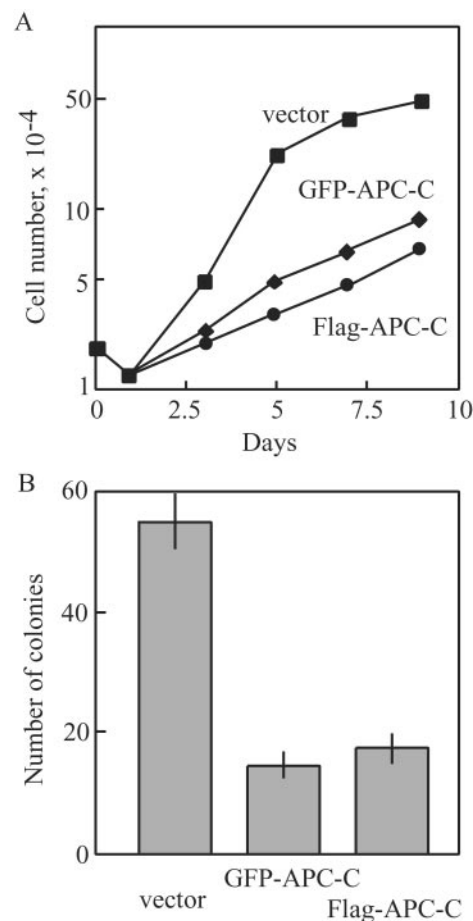 A
Cell number, x 10-4
50
10
5
1
vector
GFP-APC-C
Flag-APC-C
0
2.5
5
7.5
10
Days
B
Number of colonies
60
40
20
0
vector
GFP-APC-C
Flag-APC-C